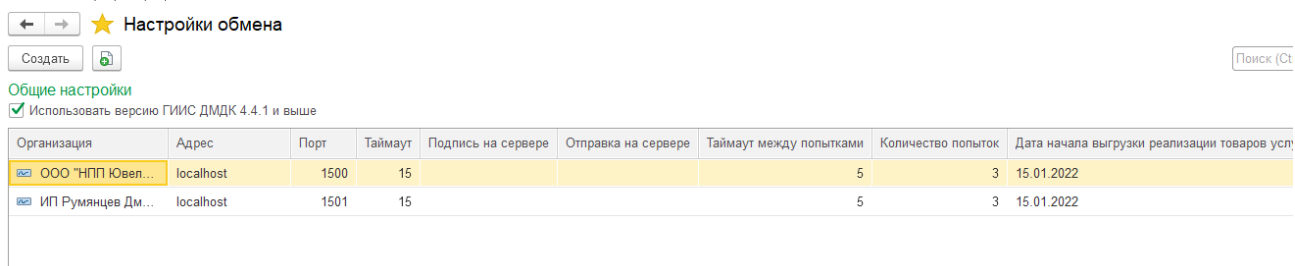 Настройки обмена
Создать
Поиск (Ct
Общие настройки
Использовать версию ГИИС ДМДК 4.4.1 и выше
Организация Адрес Порт Таймаут Подпись на сервере Отправка на сервере Таймаут между попытками Количество попыток Дата начала выгрузки реализации товаров услу
ООО "НПП Ювел... localhost 1500 15 5 3 15.01.2022
ИП Румянцев Дм... localhost 1501 15 5 3 15.01.2022